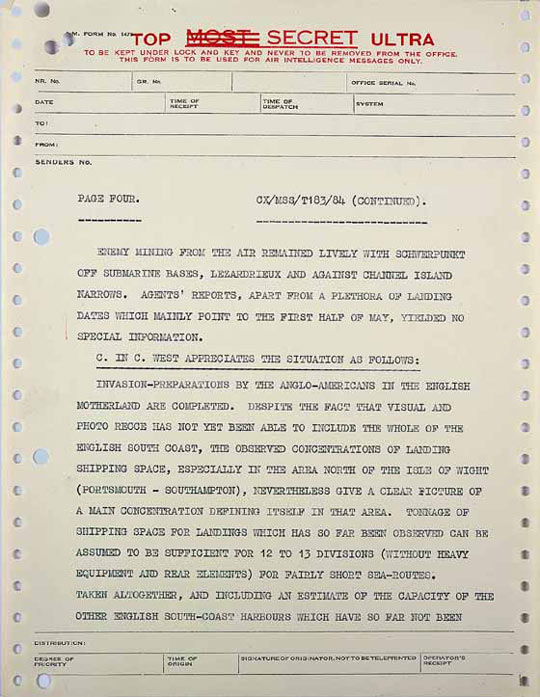 A.M. FORM No. 1479
TOP MOST SECRET ULTRA
TO BE KEPT UNDER LOCK AND KEY AND NEVER TO BE REMOVED FROM THE OFFICE.
THIS FORM IS TO BE USED FOR AIR INTELLIGENCE MESSAGES ONLY.
NR. No. GR. No. OFFICE SERIAL No.
DATE TIME OF RECEIPT TIME OF DESPATCH SYSTEM
TO:
FROM:
SENDERS No.
PAGE FOUR. CX/MSS/T183/84 (CONTINUED).
ENEMY MINING FROM THE AIR REMAINED LIVELY WITH SCHWERPUNKT
OFF SUBMARINE BASES, LEZARDRIEUX AND AGAINST CHANNEL ISLAND
NARROWS. AGENTS' REPORTS, APART FROM A PLETHORA OF LANDING
DATES WHICH MAINLY POINT TO THE FIRST HALF OF MAY, YIELDED NO
SPECIAL INFORMATION.
C. IN C. WEST APPRECIATES THE SITUATION AS FOLLOWS:
INVASION-PREPARATIONS BY THE ANGLO-AMERICANS IN THE ENGLISH
MOTHERLAND ARE COMPLETED. DESPITE THE FACT THAT VISUAL AND
PHOTO RECCE HAS NOT YET BEEN ABLE TO INCLUDE THE WHOLE OF THE
ENGLISH SOUTH COAST, THE OBSERVED CONCENTRATIONS OF LANDING
SHIPPING SPACE, ESPECIALLY IN THE AREA NORTH OF THE ISLE OF WIGHT
(PORTSMOUTH - SOUTHAMPTON), NEVERTHELESS GIVE A CLEAR PICTURE OF
A MAIN CONCENTRATION DEFINING ITSELF IN THAT AREA. TONNAGE OF
SHIPPING SPACE FOR LANDINGS WHICH HAS SO FAR BEEN OBSERVED CAN BE
ASSUMED TO BE SUFFICIENT FOR 12 TO 13 DIVISIONS (WITHOUT HEAVY
EQUIPMENT AND REAR ELEMENTS) FOR FAIRLY SHORT SEA-ROUTES.
TAKEN ALTOGETHER, AND INCLUDING AN ESTIMATE OF THE CAPACITY OF THE
OTHER ENGLISH SOUTH-COAST HARBOURS WHICH HAVE SO FAR NOT BEEN
DISTRIBUTION:
DEGREE OF PRIORITY TIME OF ORIGIN SIGNATURE OF ORIGINATOR, NOT TO BE TELEPRINTED OPERATOR'S RECEIPT